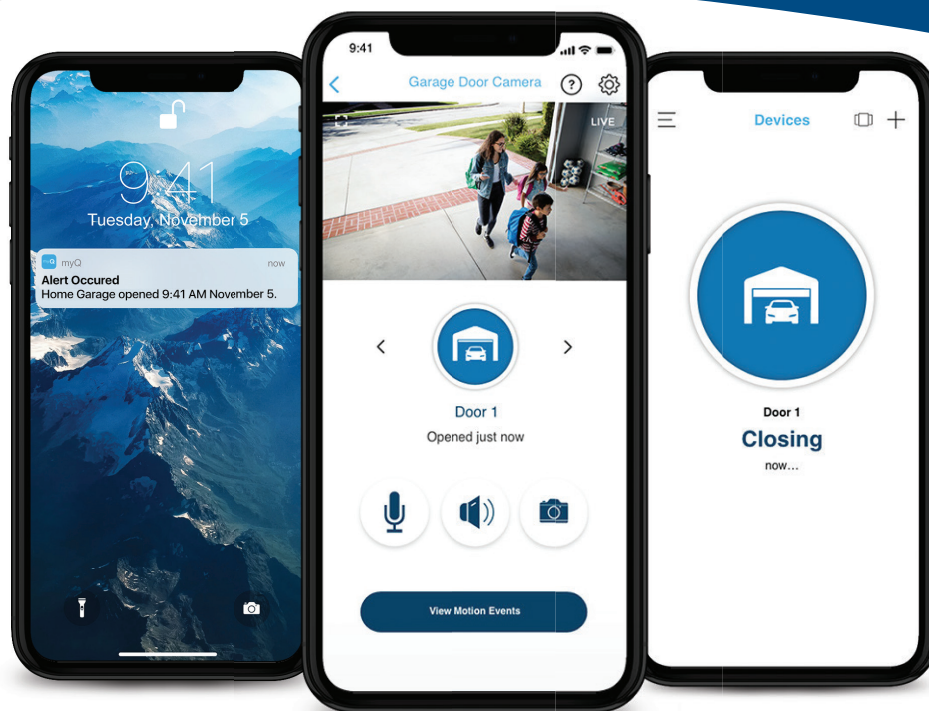 9:41
Tuesday, November 5
myQ now
Alert Occured
Home Garage opened 9:41 AM November 5.
9:41
Garage Door Camera ?
LIVE
Door 1
Opened just now
View Motion Events
Devices
Door 1
Closing
now...